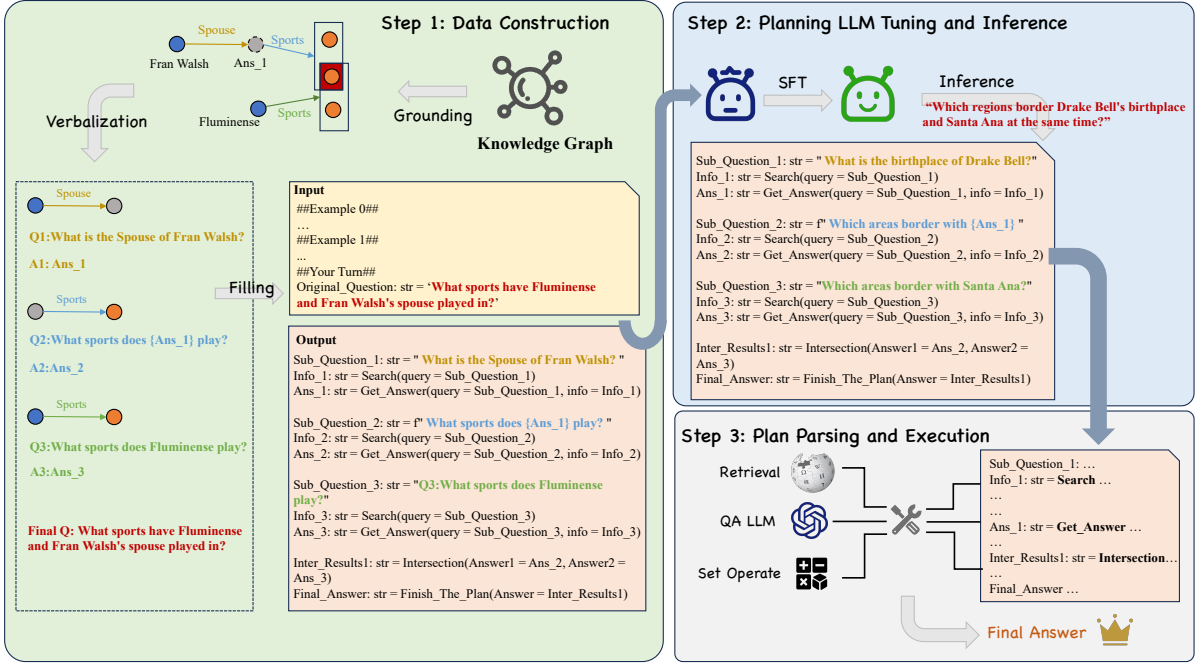 Step 1: Data Construction
Spouse
Sports
Fran Walsh
Ans_1
Fluminense
Sports
Grounding
Knowledge Graph
Verbalization
Spouse
Q1:What is the Spouse of Fran Walsh?
A1: Ans_1
Sports
Q2:What sports does {Ans_1} play?
A2:Ans_2
Sports
Q3:What sports does Fluminense play?
A3:Ans_3
Final Q: What sports have Fluminense
and Fran Walsh's spouse played in?
Filling
Input
##Example 0##
…
##Example 1##
...
##Your Turn##
Original_Question: str = ‘What sports have Fluminense
and Fran Walsh's spouse played in?’
Output
Sub_Question_1: str = " What is the Spouse of Fran Walsh? "
Info_1: str = Search(query = Sub_Question_1)
Ans_1: str = Get_Answer(query = Sub_Question_1, info = Info_1)
Sub_Question_2: str = f" What sports does {Ans_1} play? "
Info_2: str = Search(query = Sub_Question_2)
Ans_2: str = Get_Answer(query = Sub_Question_2, info = Info_2)
Sub_Question_3: str = "Q3:What sports does Fluminense
play?"
Info_3: str = Search(query = Sub_Question_3)
Ans_3: str = Get_Answer(query = Sub_Question_3, info = Info_3)
Inter_Results1: str = Intersection(Answer1 = Ans_2, Answer2 =
Ans_3)
Final_Answer: str = Finish_The_Plan(Answer = Inter_Results1)
Step 2: Planning LLM Tuning and Inference
SFT
Inference
“Which regions border Drake Bell's birthplace
and Santa Ana at the same time?”
Sub_Question_1: str = " What is the birthplace of Drake Bell?"
Info_1: str = Search(query = Sub_Question_1)
Ans_1: str = Get_Answer(query = Sub_Question_1, info = Info_1)
Sub_Question_2: str = f" Which areas border with {Ans_1} "
Info_2: str = Search(query = Sub_Question_2)
Ans_2: str = Get_Answer(query = Sub_Question_2, info = Info_2)
Sub_Question_3: str = "Which areas border with Santa Ana?"
Info_3: str = Search(query = Sub_Question_3)
Ans_3: str = Get_Answer(query = Sub_Question_3, info = Info_3)
Inter_Results1: str = Intersection(Answer1 = Ans_2, Answer2 =
Ans_3)
Final_Answer: str = Finish_The_Plan(Answer = Inter_Results1)
Step 3: Plan Parsing and Execution
Retrieval
QA LLM
Set Operate
Sub_Question_1: …
Info_1: str = Search …
…
…
Ans_1: str = Get_Answer …
…
Inter_Results1: str = Intersection…
…
Final_Answer …
Final Answer